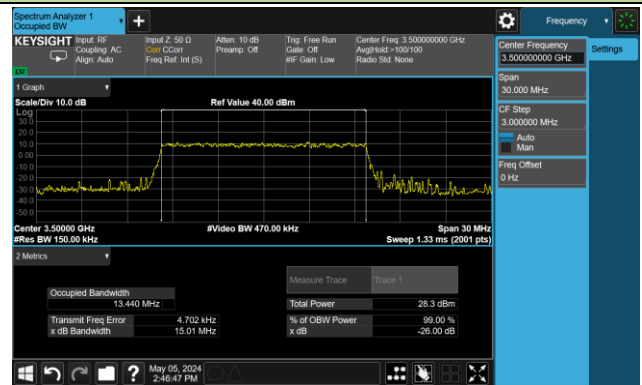 Spectrum Analyzer 1
Occupied BW
Frequency
KEYSIGHT
Input: RF
Coupling: AC
Align: Auto
Input Z: 50 Ω
Corr CCorr
Freq Ref: Int (S)
Atten: 10 dB
Preamp: Off
Trig: Free Run
Gate: Off
#IF Gain: Low
Center Freq: 3.500000000 GHz
Avg|Hold:>100/100
Radio Std: None
Center Frequency
3.500000000 GHz
Settings
Span
30.000 MHz
CF Step
3.000000 MHz
Auto
Man
Freq Offset
0 Hz
LU
1 Graph
Scale/Div 10.0 dB
Ref Value 40.00 dBm
Log
30.0
20.0
10.0
0.00
-10.0
-20.0
-30.0
-40.0
-50.0
Center 3.50000 GHz
#Video BW 470.00 kHz
Span 30 MHz
#Res BW 150.00 kHz
Sweep 1.33 ms (2001 pts)
2 Metrics
Measure Trace
Trace 1
Occupied Bandwidth
13.440 MHz
Total Power
28.3 dBm
Transmit Freq Error
4.702 kHz
% of OBW Power
99.00 %
x dB Bandwidth
15.01 MHz
x dB
-26.00 dB
?
May 05, 2024
2:46:47 PM